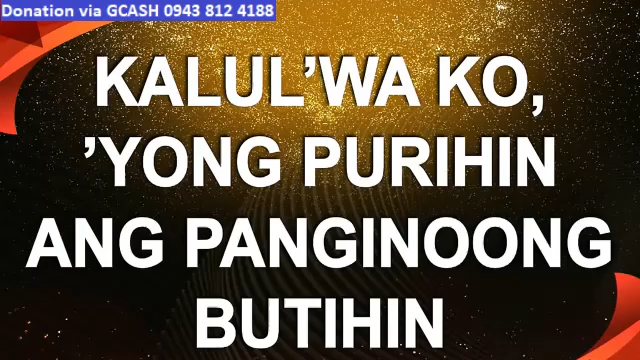 Donation via GCASH 0943 812 4188
KALUL’WA KO,
’YONG PURIHIN
ANG PANGINOONG
BUTIHIN